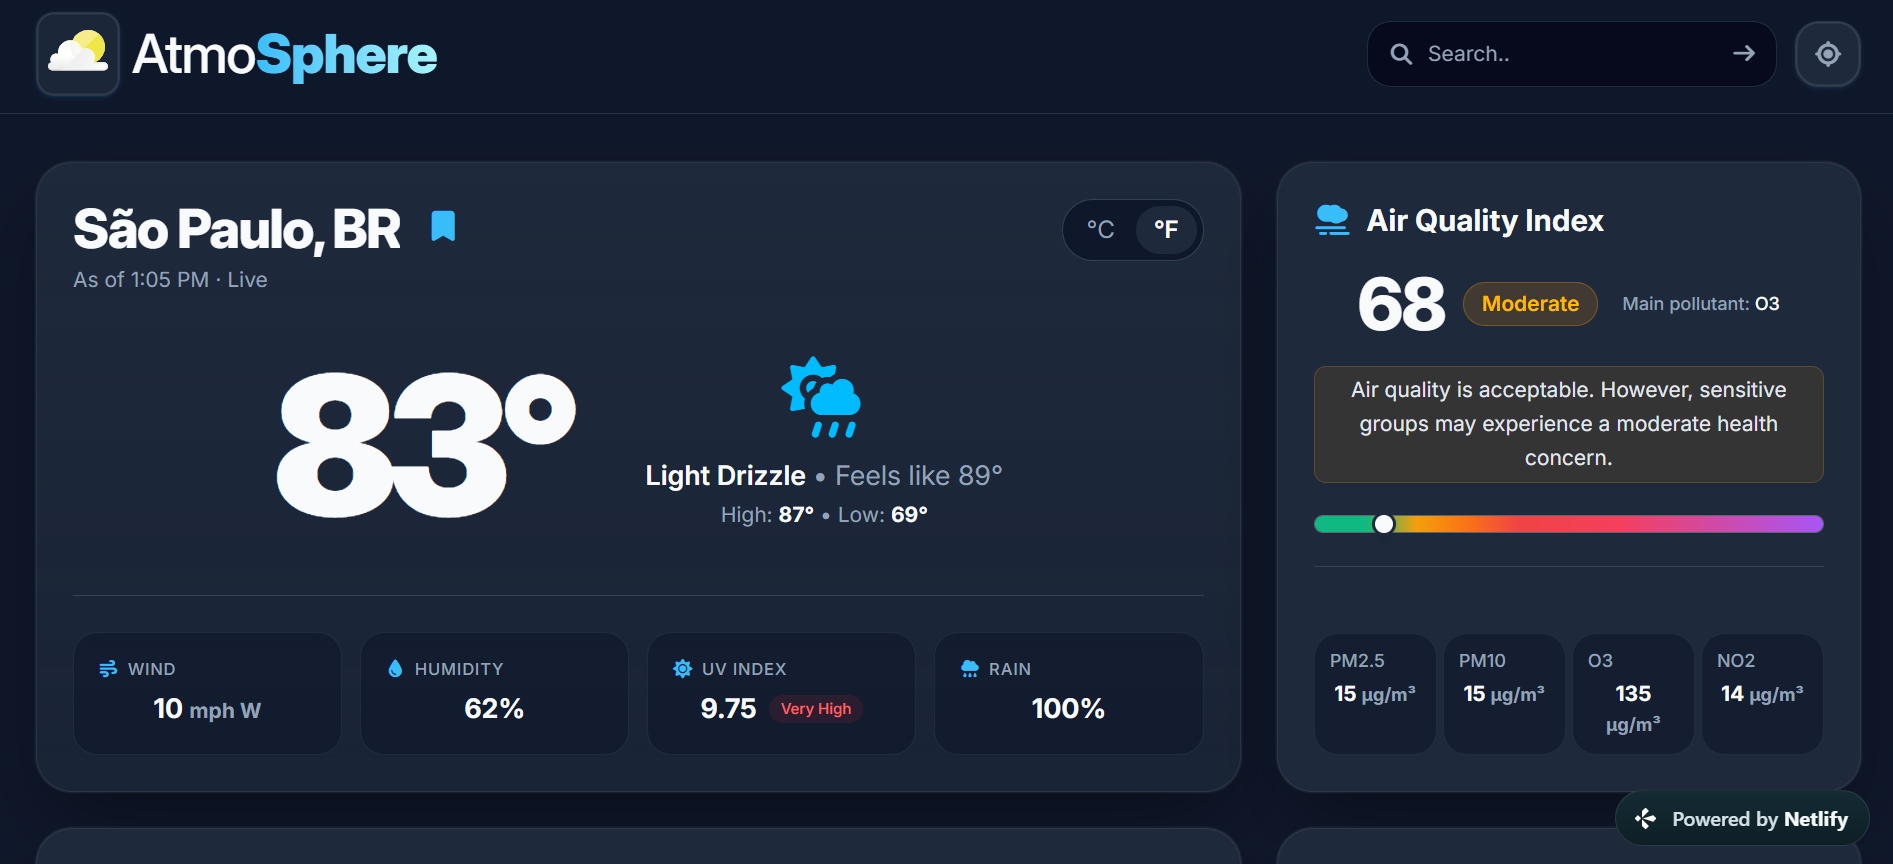 AtmoSphere
Search..
São Paulo, BR
°C °F
As of 1:05 PM · Live
83°
Light Drizzle • Feels like 89°
High: 87° • Low: 69°
WIND
10 mph W
HUMIDITY
62%
UV INDEX
9.75 Very High
RAIN
100%
Air Quality Index
68 Moderate Main pollutant: O3
Air quality is acceptable. However, sensitive
groups may experience a moderate health
concern.
PM2.5
15 µg/m³
PM10
15 µg/m³
O3
135
µg/m³
NO2
14 µg/m³
Powered by Netlify